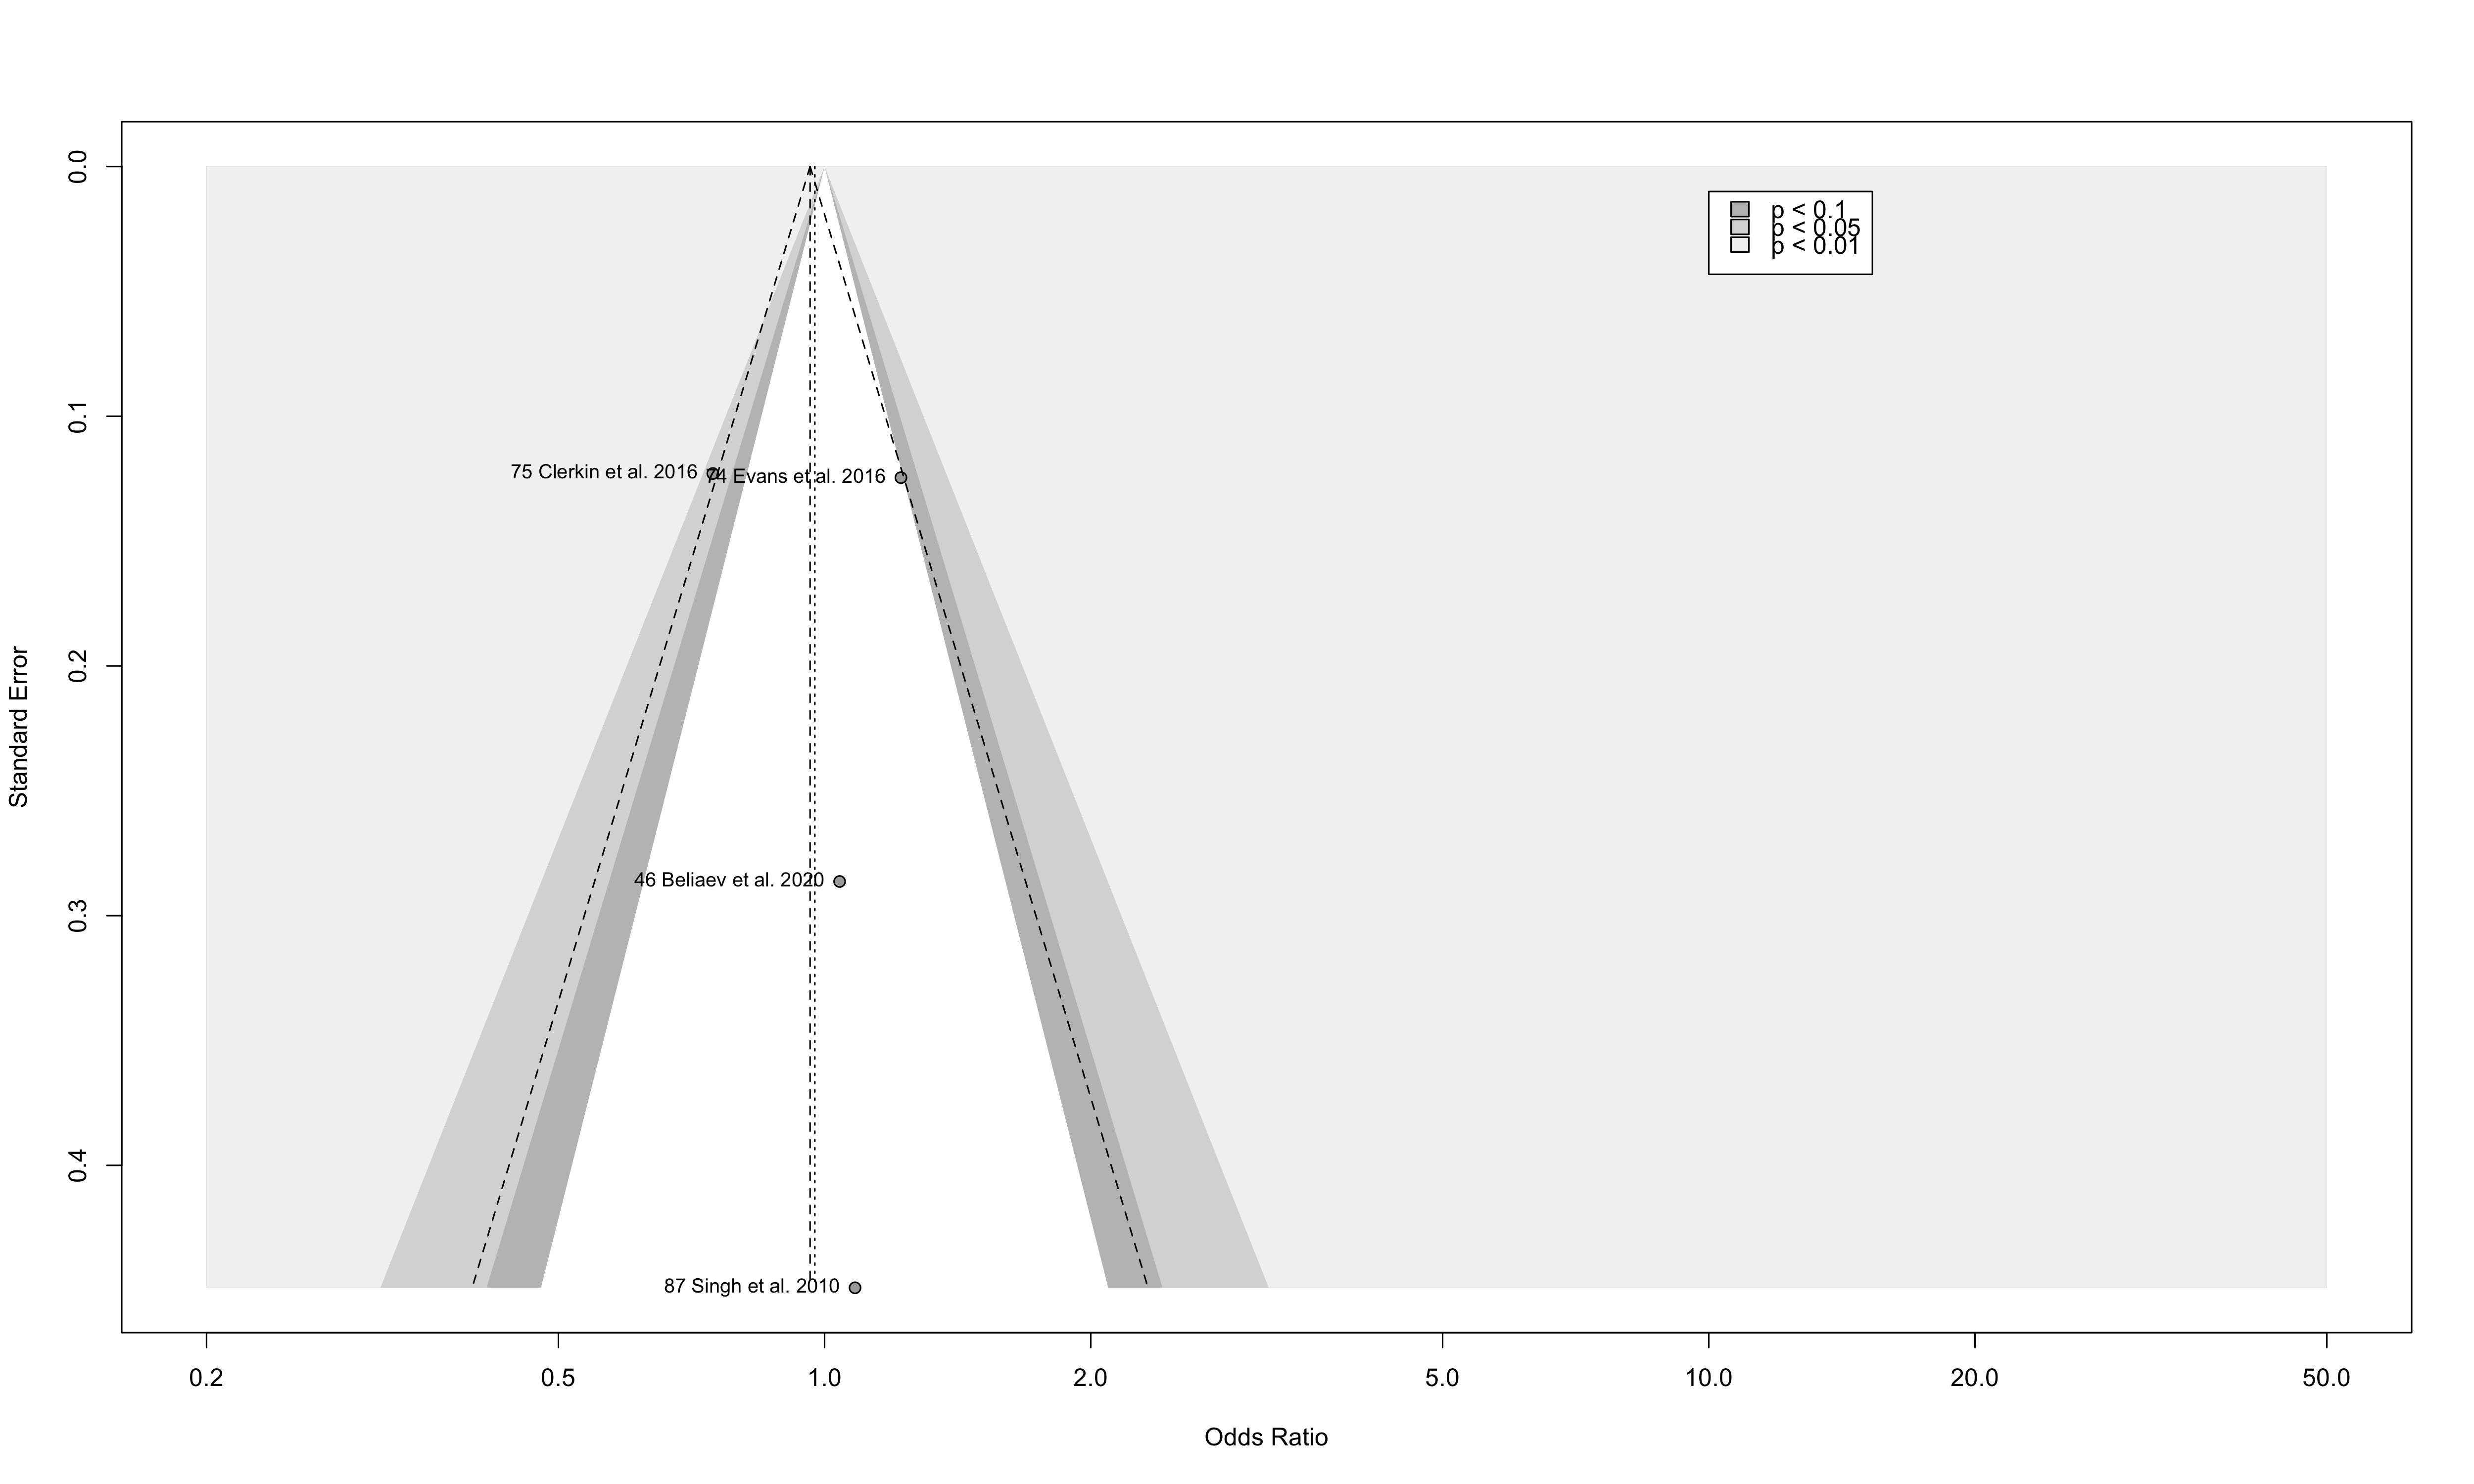 0.0
0.1
0.2
0.3
0.4
Standard Error
p < 0.1
p < 0.05
p < 0.01
75 Clerkin et al. 2016
74 Evans et al. 2016
46 Beliaev et al. 2020
87 Singh et al. 2010
0.2 0.5 1.0 2.0 5.0 10.0 20.0 50.0
Odds Ratio